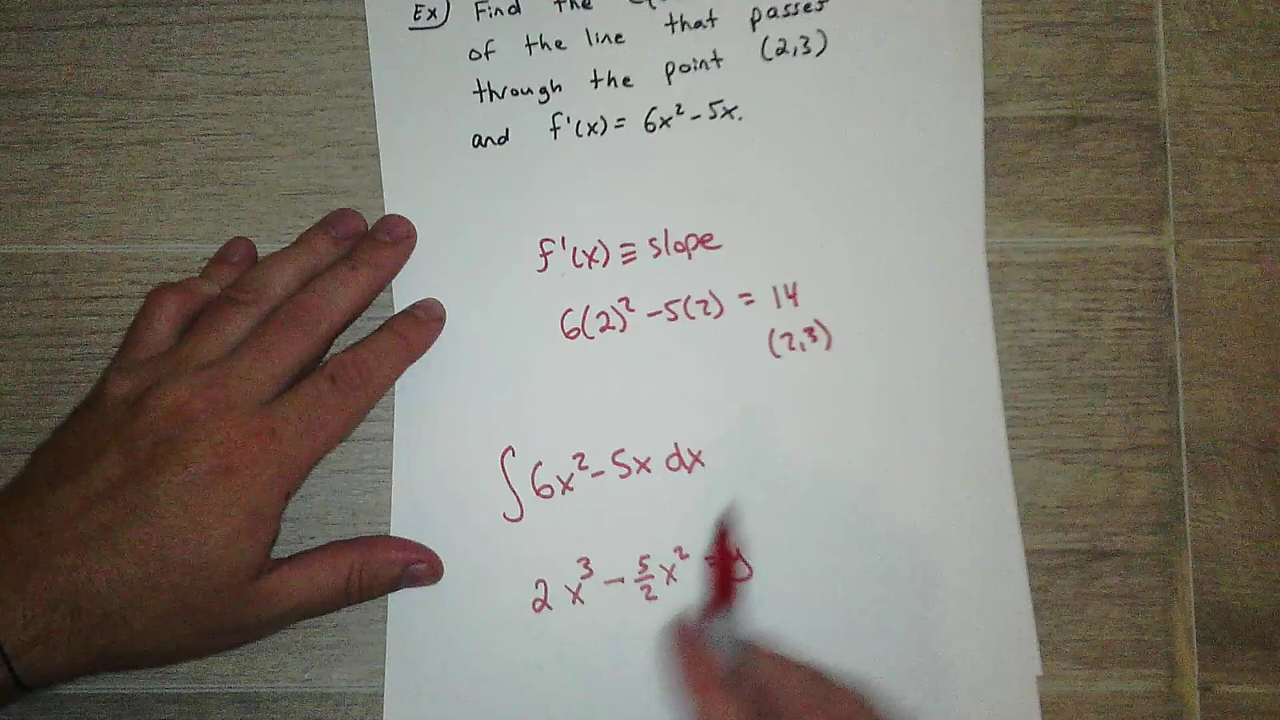 Ex) Find the
of the line that passes
through the point (2,3)
and f'(x) = 6x² - 5x.
f'(x) ≡ slope
6(2)² - 5(2) = 14
(2,3)
∫ 6x² - 5x dx
2x³ - 5/2 x²